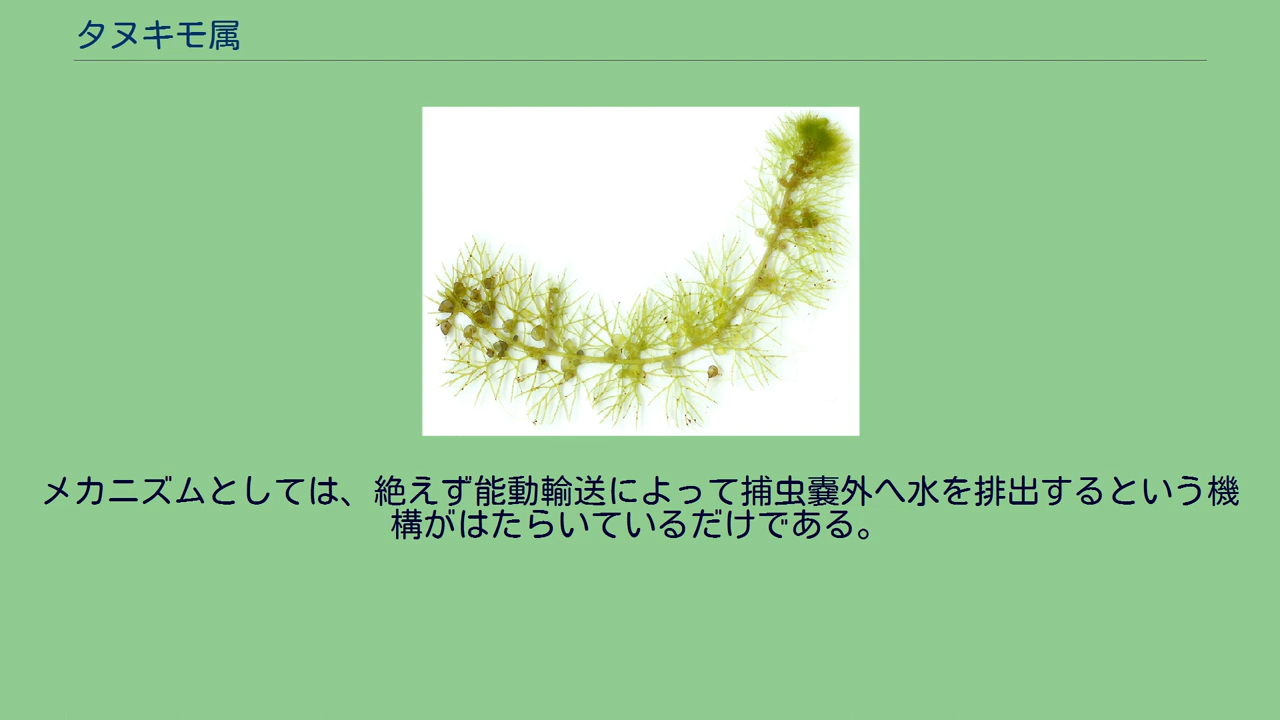 タヌキモ属
メカニズムとしては、絶えず能動輸送によって捕虫嚢外へ水を排出するという機
構がはたらいているだけである。